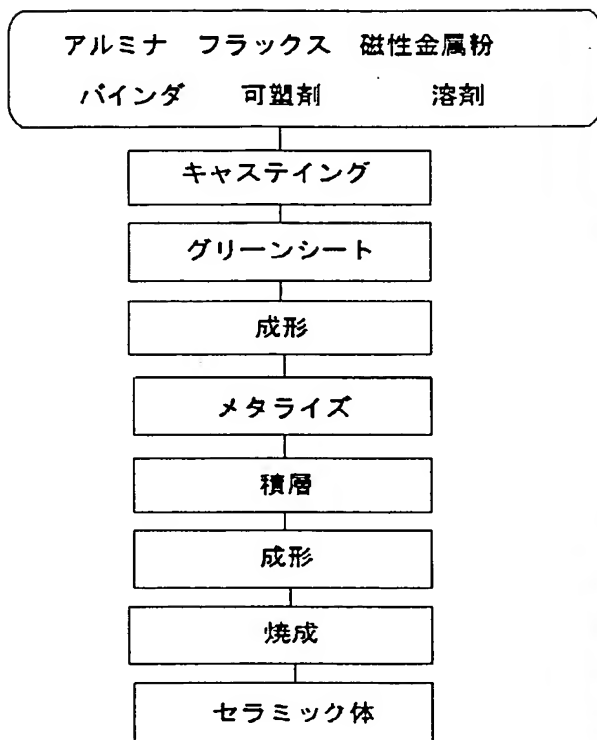 アルミナ フラックス 磁性金属粉
バインダ 可塑剤 溶剤
キャステイング
グリーンシート
成形
メタライズ
積層
成形
焼成
セラミック体